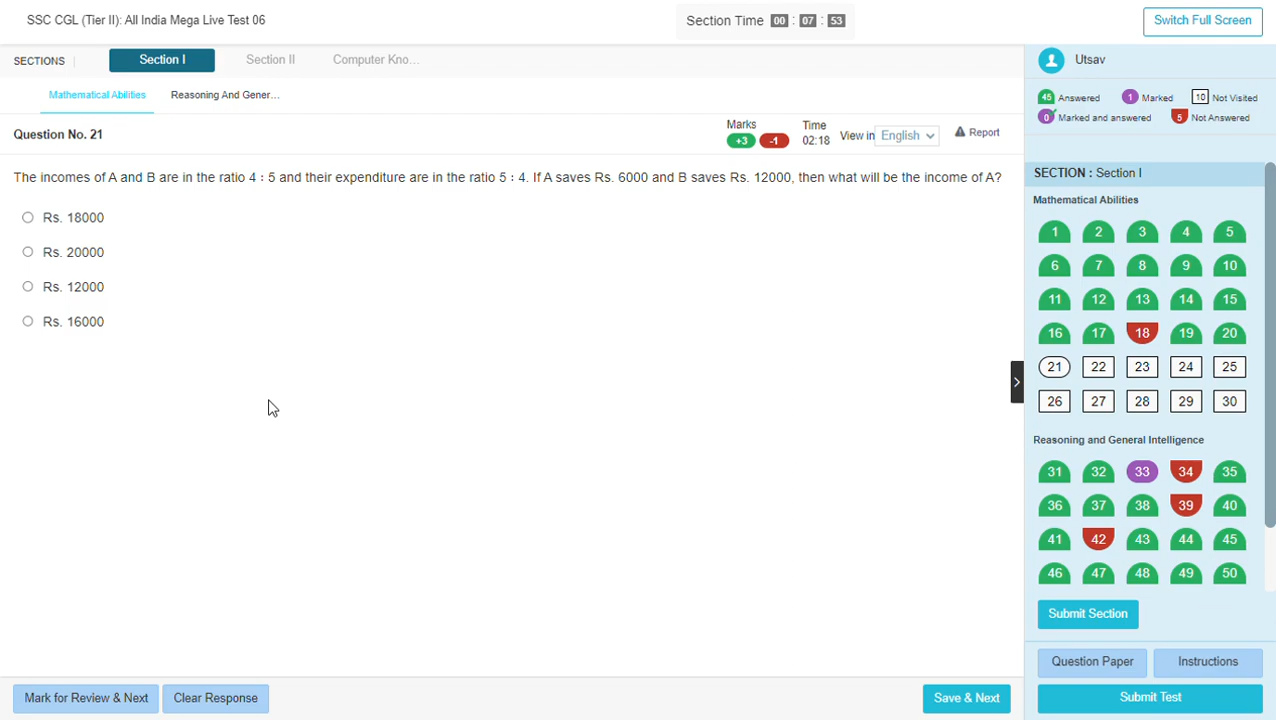 SSC CGL (Tier II): All India Mega Live Test 06
Section Time 00 : 07 : 53
Switch Full Screen
SECTIONS
Section I
Section II
Computer Kno...
Utsav
Mathematical Abilities
Reasoning And Gener...
45 Answered
1 Marked
10 Not Visited
0 Marked and answered
5 Not Answered
Question No. 21
Marks
+3 -1
Time
02:18
View in English
Report
SECTION : Section I
The incomes of A and B are in the ratio 4 : 5 and their expenditure are in the ratio 5 : 4. If A saves Rs. 6000 and B saves Rs. 12000, then what will be the income of A?
Rs. 18000
Rs. 20000
Rs. 12000
Rs. 16000
Mathematical Abilities
1 2 3 4 5
6 7 8 9 10
11 12 13 14 15
16 17 18 19 20
21 22 23 24 25
26 27 28 29 30
Reasoning and General Intelligence
31 32 33 34 35
36 37 38 39 40
41 42 43 44 45
46 47 48 49 50
Submit Section
Question Paper
Instructions
Mark for Review & Next
Clear Response
Save & Next
Submit Test